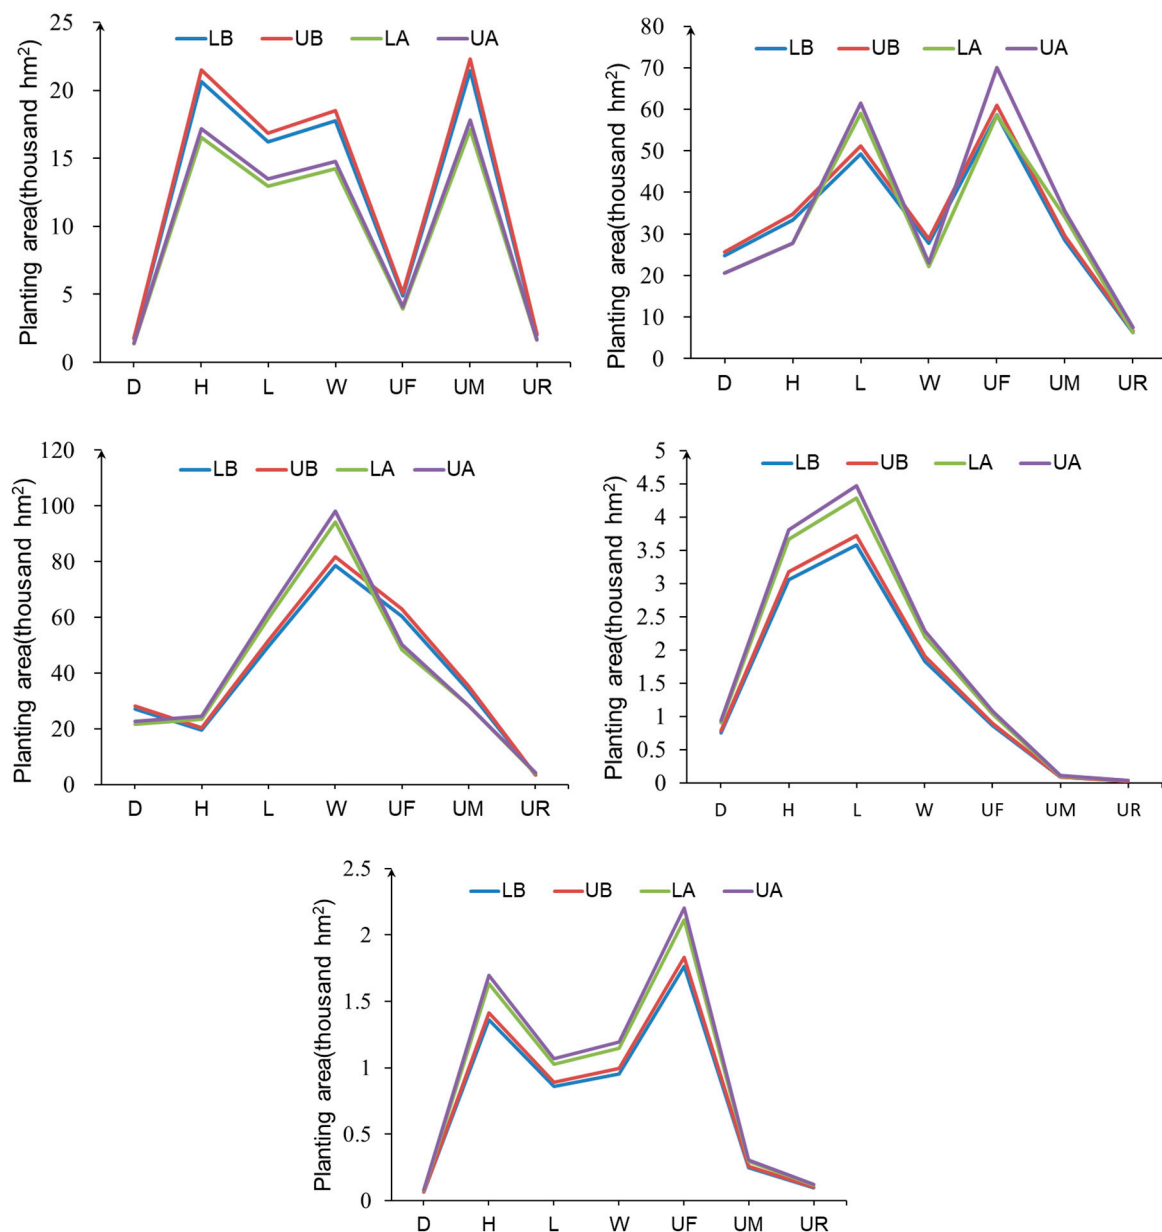 Planting area(thousand hm²)
LB UB LA UA
25
20
15
10
5
0
D H L W UF UM UR
Planting area(thousand hm²)
LB UB LA UA
80
70
60
50
40
30
20
10
0
D H L W UF UM UR
Planting area(thousand hm²)
LB UB LA UA
120
100
80
60
40
20
0
D H L W UF UM UR
Planting area(thousand hm²)
LB UB LA UA
5
4.5
4
3.5
3
2.5
2
1.5
1
0.5
0
D H L W UF UM UR
Planting area(thousand hm²)
LB UB LA UA
2.5
2
1.5
1
0.5
0
D H L W UF UM UR